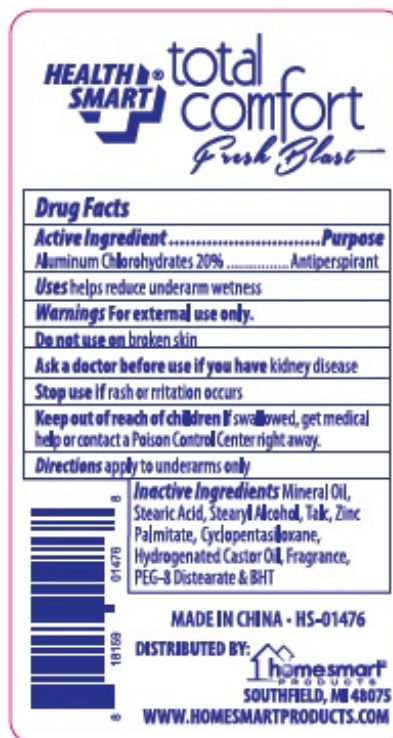 HEALTH SMART®
total comfort
Fresh Blast
Drug Facts
Active Ingredient..............................Purpose
Aluminum Chlorohydrates 20% ...............Antiperspirant
Uses helps reduce underarm wetness
Warnings For external use only.
Do not use on broken skin
Ask a doctor before use if you have kidney disease
Stop use if rash or rritation occurs
Keep out of reach of children If swallowed, get medical
help or contact a Poison Control Center right away.
Directions apply to underarms only
Inactive Ingredients Mineral Oil,
Stearic Acid, Stearyl Alcohol, Talc, Zinc
Palmitate, Cyclopentasiloxane,
Hydrogenated Castor Oil, Fragrance,
PEG-8 Distearate & BHT
8 18159 01476 8
MADE IN CHINA - HS-01476
DISTRIBUTED BY:
homesmart®
PRODUCTS
SOUTHFIELD, MI 48075
WWW.HOMESMARTPRODUCTS.COM